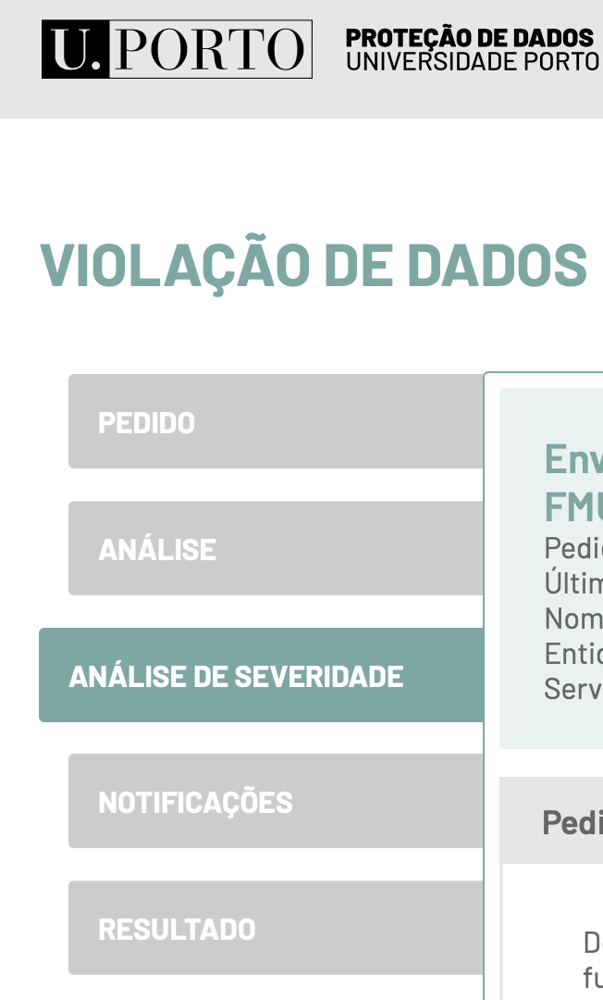 U. PORTO
PROTEÇÃO DE DADOS
UNIVERSIDADE PORTO
VIOLAÇÃO DE DADOS
PEDIDO
ANÁLISE
ANÁLISE DE SEVERIDADE
NOTIFICAÇÕES
RESULTADO